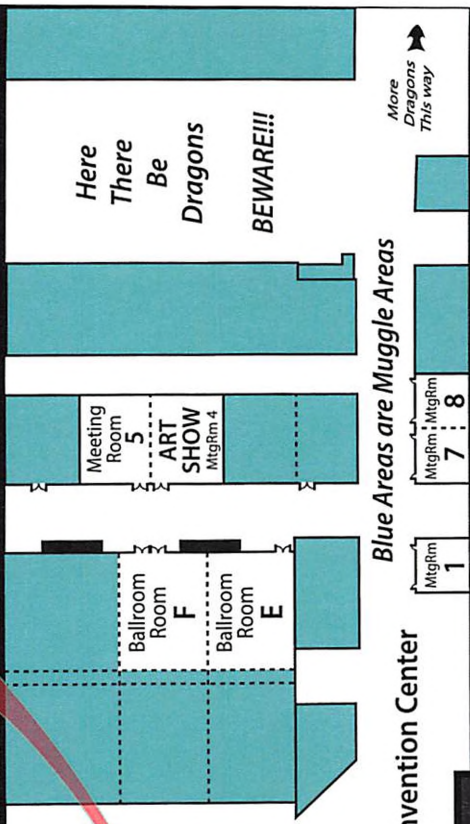 Here
There
Be
Dragons
BEWARE!!!
More
Dragons
This way
Meeting
Room
5
ART
SHOW
MtgRm 4
Blue Areas are Muggle Areas
MtgRm
7
MtgRm
8
Ballroom
Room
F
Ballroom
Room
E
MtgRm
1
nvention Center